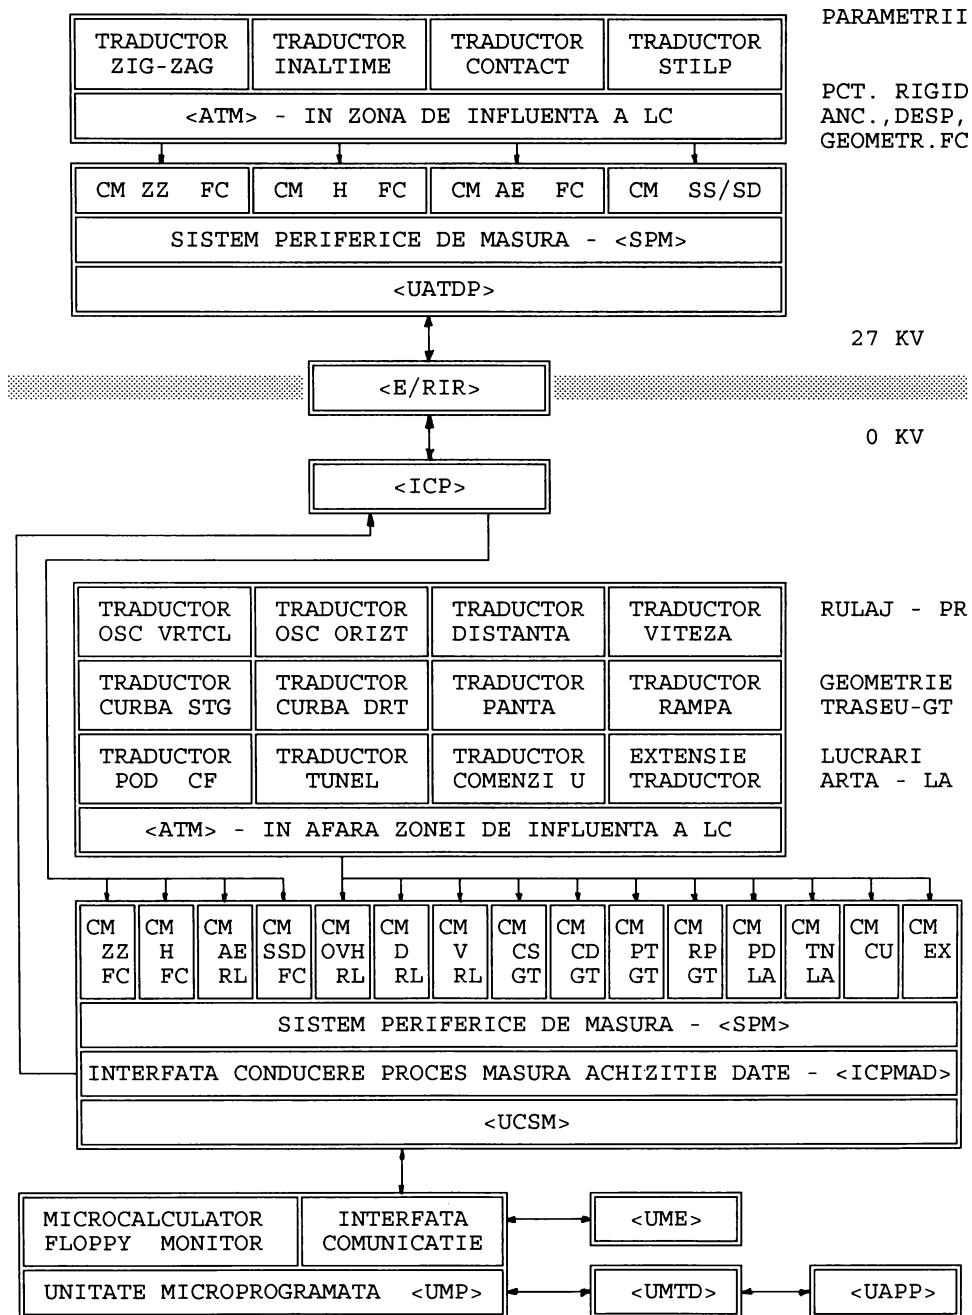 PARAMETRII
TRADUCTOR ZIG-ZAG
TRADUCTOR INALTIME
TRADUCTOR CONTACT
TRADUCTOR STILP
PCT. RIGID
ANC.,DESP,
GEOMETR.FC
<ATM> - IN ZONA DE INFLUENTA A LC
CM ZZ FC
CM H FC
CM AE FC
CM SS/SD
SISTEM PERIFERICE DE MASURA - <SPM>
<UATDP>
27 KV
<E/RIR>
0 KV
<ICP>
TRADUCTOR OSC VRTCL
TRADUCTOR OSC ORIZT
TRADUCTOR DISTANTA
TRADUCTOR VITEZA
RULAJ - PR
TRADUCTOR CURBA STG
TRADUCTOR CURBA DRT
TRADUCTOR PANTA
TRADUCTOR RAMPA
GEOMETRIE
TRASEU-GT
TRADUCTOR POD CF
TRADUCTOR TUNEL
TRADUCTOR COMENZI U
EXTENSIE TRADUCTOR
LUCRARI
ARTA - LA
<ATM> - IN AFARA ZONEI DE INFLUENTA A LC
CM ZZ FC
CM H FC
CM AE RL
CM SSD FC
CM OVH RL
CM D RL
CM V RL
CM CS GT
CM CD GT
CM PT GT
CM RP GT
CM PD LA
CM TN LA
CM CU
CM EX
SISTEM PERIFERICE DE MASURA - <SPM>
INTERFATA CONDUCERE PROCES MASURA ACHIZITIE DATE - <ICPMAD>
<UCSM>
MICROCALCULATOR
FLOPPY MONITOR
INTERFATA
COMUNICATIE
<UME>
UNITATE MICROPROGRAMATA <UMP>
<UMTD>
<UAPP>